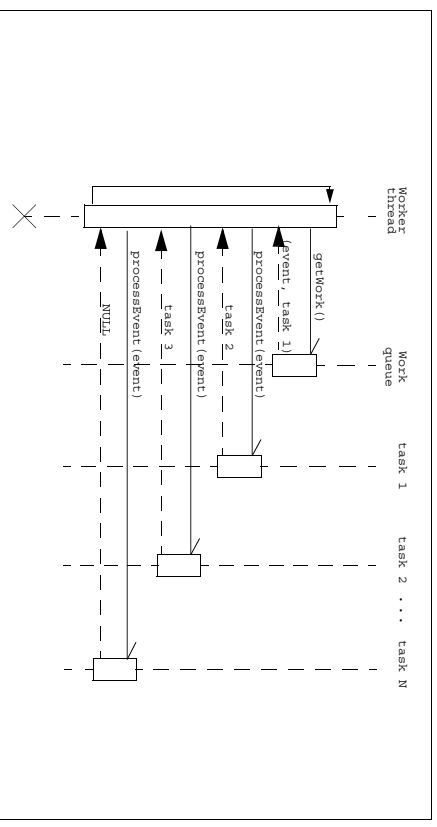 Worker
thread
Work
queue
task 1
task 2 ... task N
getWork()
(event, task 1)
processEvent(event)
task 2
processEvent(event)
task 3
processEvent(event)
NULL